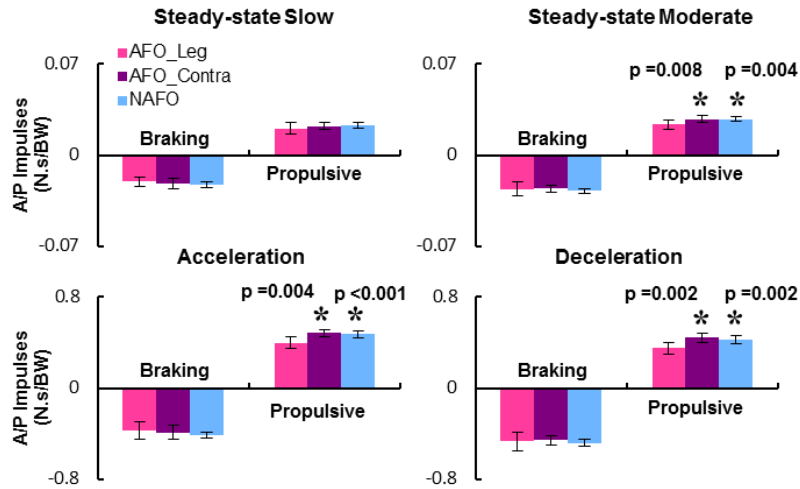 Steady-state Slow
Steady-state Moderate
AFO_Leg
AFO_Contra
NAFO
A/P Impulses
(N.s/BW)
0.07
0
-0.07
Braking
Propulsive
p =0.008 p =0.004
* *
Braking
Propulsive
Acceleration
Deceleration
A/P Impulses
(N.s/BW)
0.8
0
-0.8
p =0.004 p <0.001
* *
Braking
Propulsive
0.07
0
-0.07
0.8
0
-0.8
p =0.002 p =0.002
* *
Braking
Propulsive